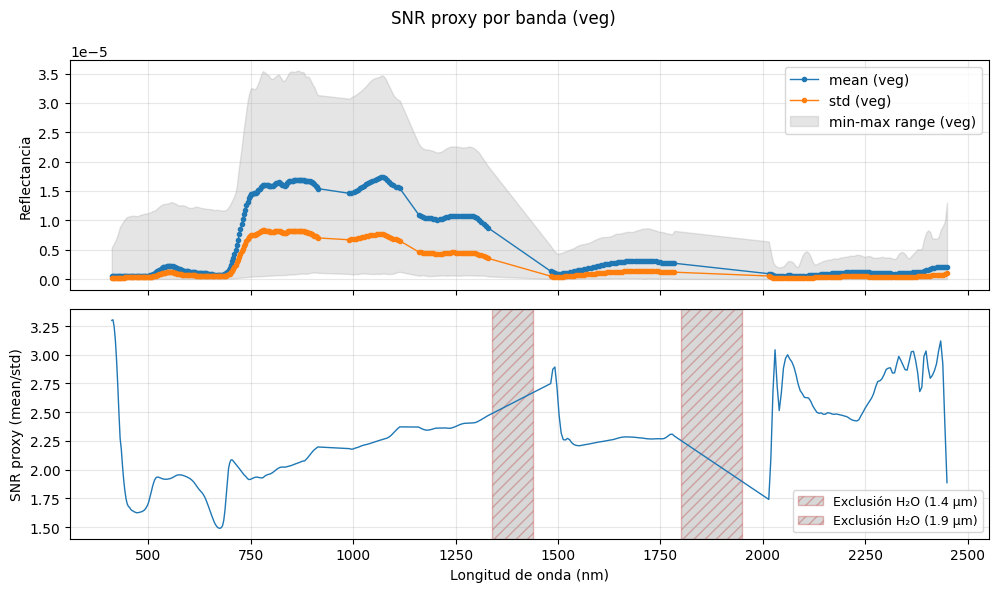 SNR proxy por banda (veg)
1e−5
3.5
3.0
2.5
2.0
1.5
1.0
0.5
0.0
Reflectancia
mean (veg)
std (veg)
min-max range (veg)
3.25
3.00
2.75
2.50
2.25
2.00
1.75
1.50
SNR proxy (mean/std)
Exclusión H₂O (1.4 µm)
Exclusión H₂O (1.9 µm)
500 750 1000 1250 1500 1750 2000 2250 2500
Longitud de onda (nm)